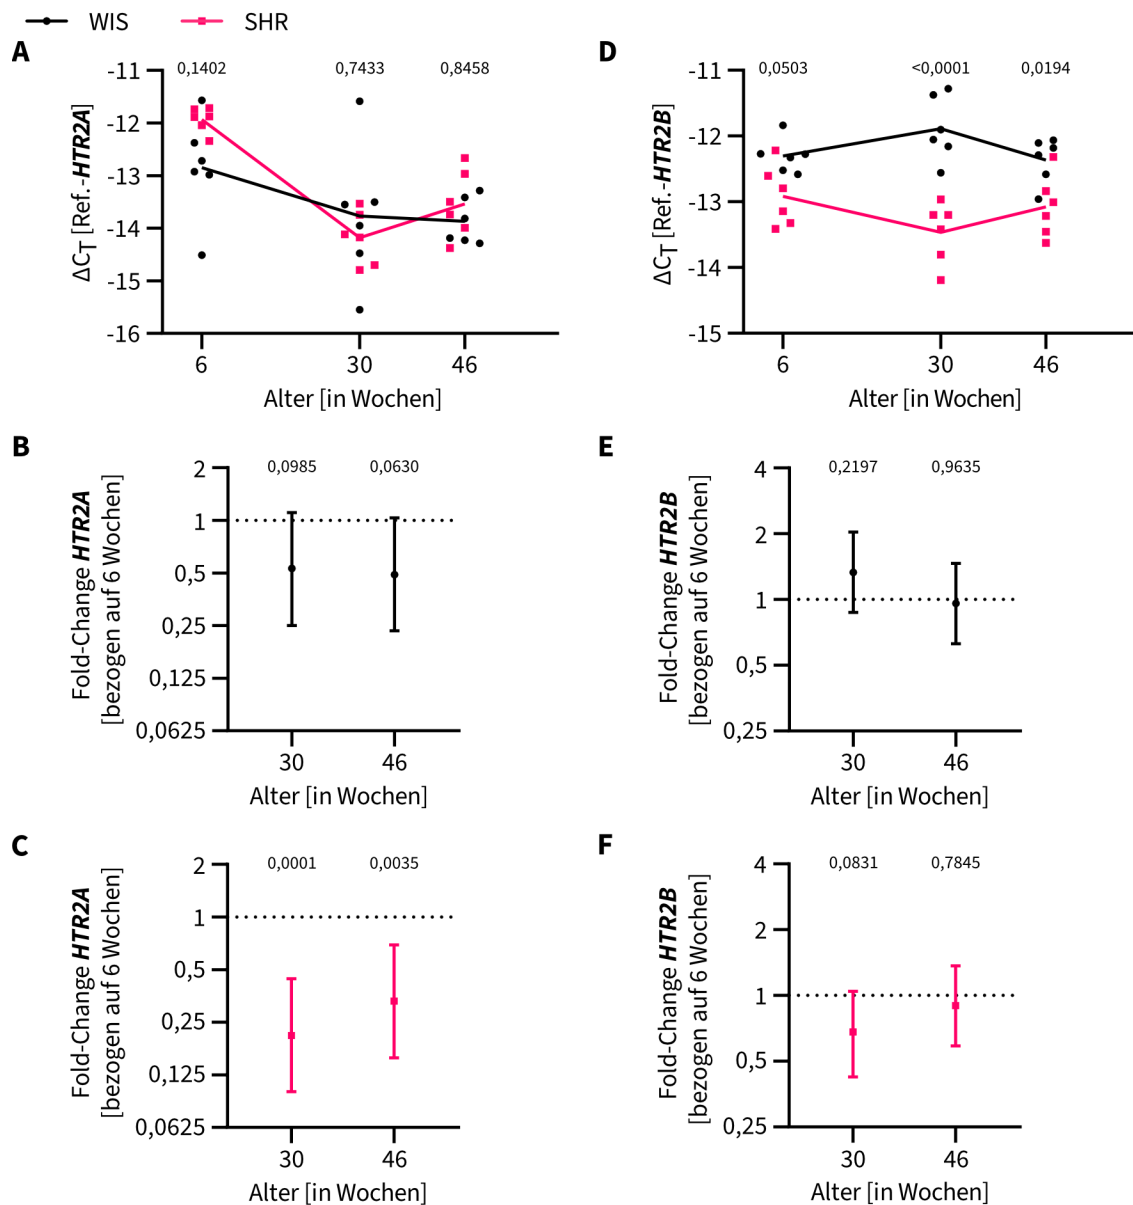 WIS
SHR
A
0,1402
0,7433
0,8458
-11
-12
-13
-14
-15
-16
ΔCT [Ref.-HTR2A]
6
30
46
Alter [in Wochen]
D
0,0503
<0,0001
0,0194
-11
-12
-13
-14
-15
ΔCT [Ref.-HTR2B]
6
30
46
Alter [in Wochen]
B
0,0985
0,0630
2
1
0,5
0,25
0,125
0,0625
Fold-Change HTR2A
[bezogen auf 6 Wochen]
30
46
Alter [in Wochen]
E
0,2197
0,9635
4
2
1
0,5
0,25
Fold-Change HTR2B
[bezogen auf 6 Wochen]
30
46
Alter [in Wochen]
C
0,0001
0,0035
2
1
0,5
0,25
0,125
0,0625
Fold-Change HTR2A
[bezogen auf 6 Wochen]
30
46
Alter [in Wochen]
F
0,0831
0,7845
4
2
1
0,5
0,25
Fold-Change HTR2B
[bezogen auf 6 Wochen]
30
46
Alter [in Wochen]